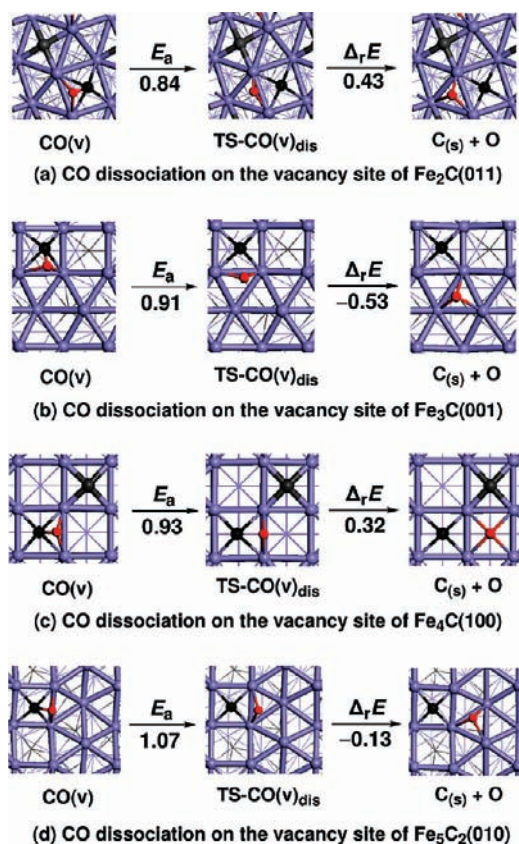 Eₐ
ΔᵣE
0.84
0.43
CO(v)
TS-CO(v)dis
C(s) + O
(a) CO dissociation on the vacancy site of Fe₂C(011)
Eₐ
ΔᵣE
0.91
−0.53
CO(v)
TS-CO(v)dis
C(s) + O
(b) CO dissociation on the vacancy site of Fe₃C(001)
Eₐ
ΔᵣE
0.93
0.32
CO(v)
TS-CO(v)dis
C(s) + O
(c) CO dissociation on the vacancy site of Fe₄C(100)
Eₐ
ΔᵣE
1.07
−0.13
CO(v)
TS-CO(v)dis
C(s) + O
(d) CO dissociation on the vacancy site of Fe₅C₂(010)